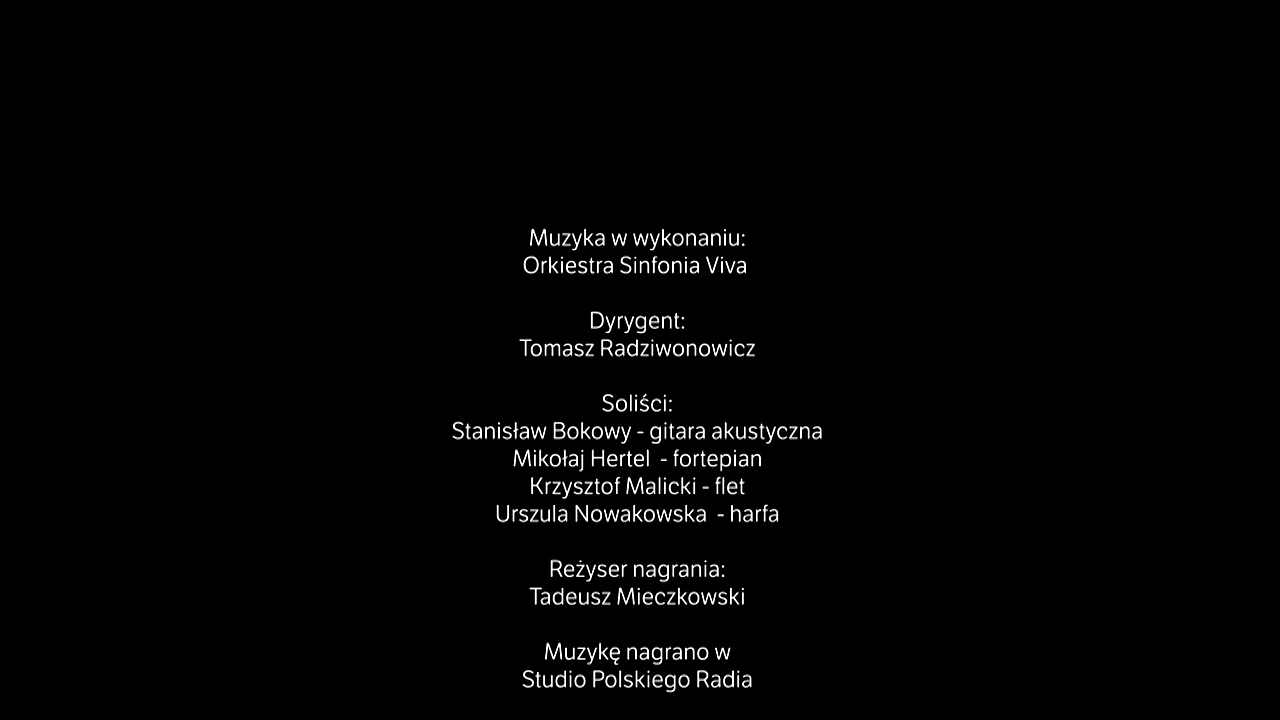 Muzyka w wykonaniu:
Orkiestra Sinfonia Viva
Dyrygent:
Tomasz Radziwonowicz
Soliści:
Stanisław Bokowy - gitara akustyczna
Mikołaj Hertel  - fortepian
Krzysztof Malicki - flet
Urszula Nowakowska  - harfa
Reżyser nagrania:
Tadeusz Mieczkowski
Muzykę nagrano w
Studio Polskiego Radia